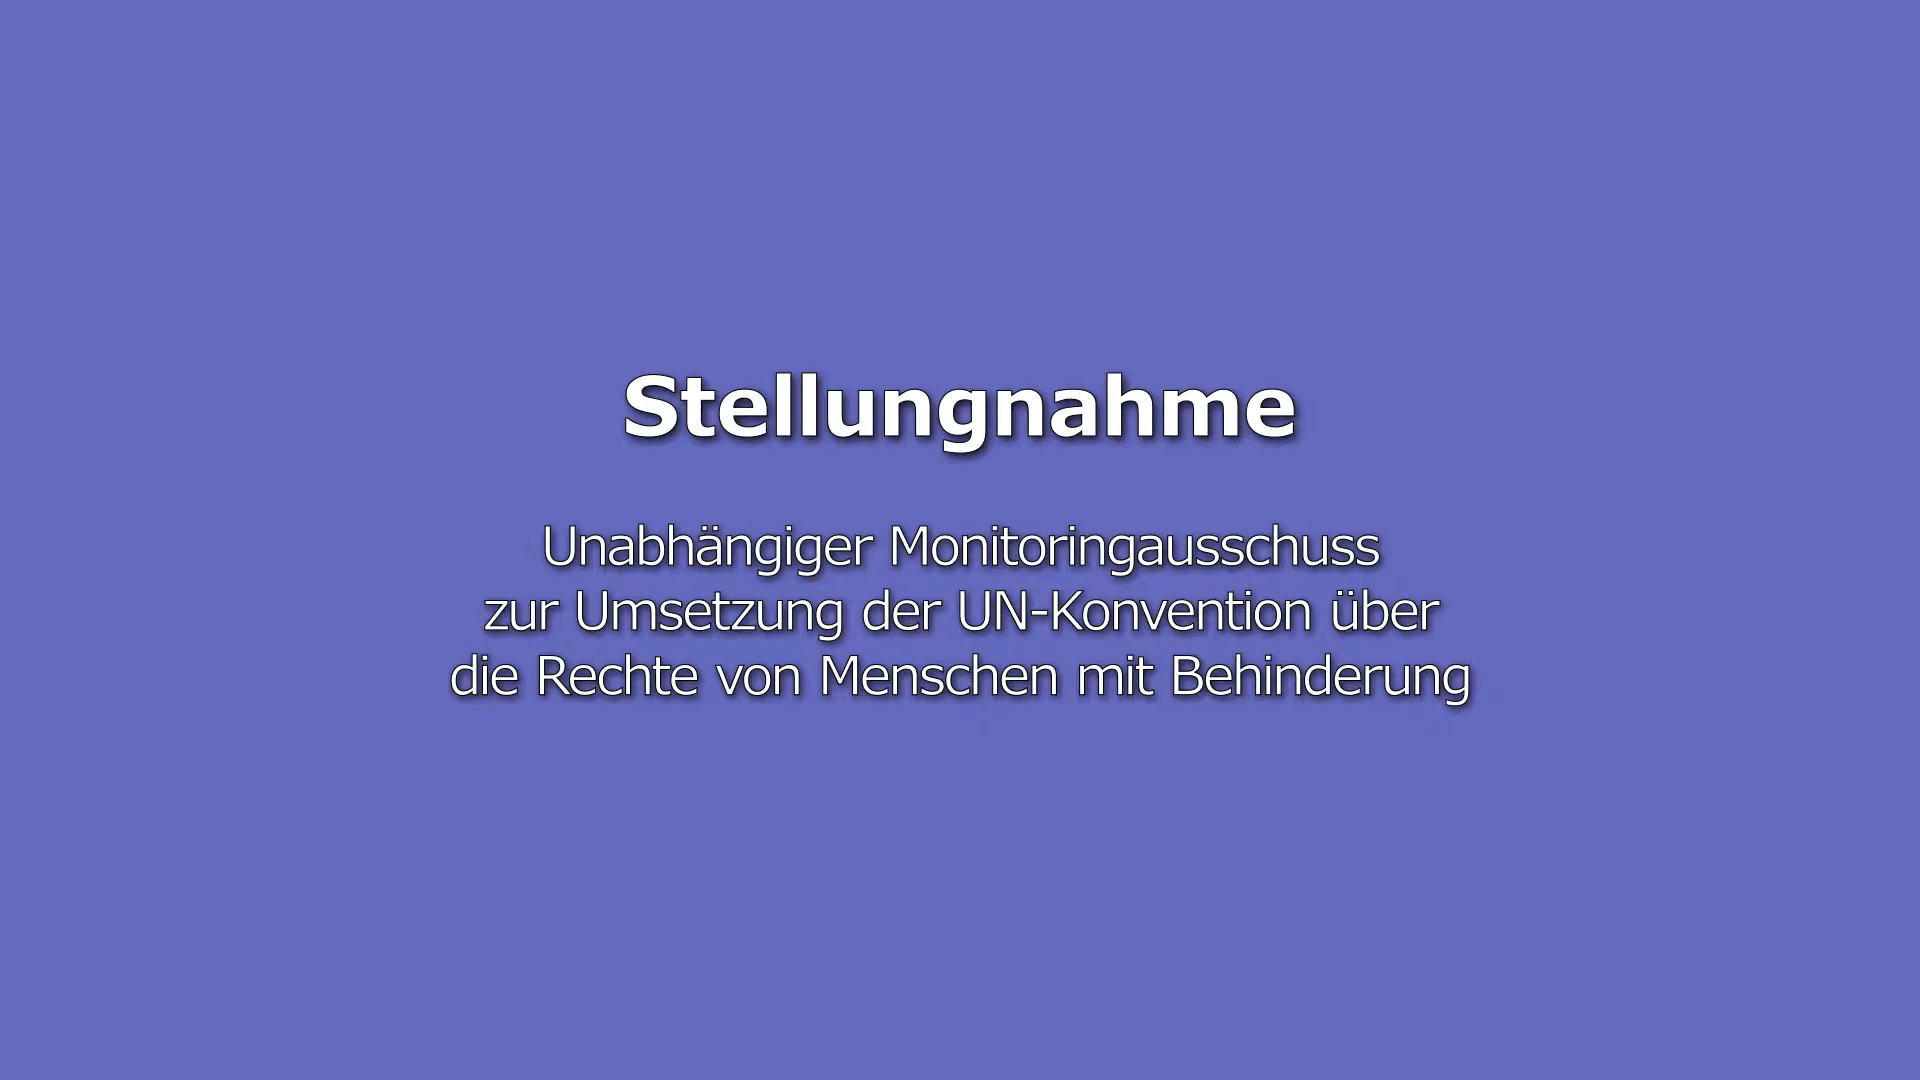 Stellungnahme
Unabhängiger Monitoringausschuss
zur Umsetzung der UN-Konvention über
die Rechte von Menschen mit Behinderung